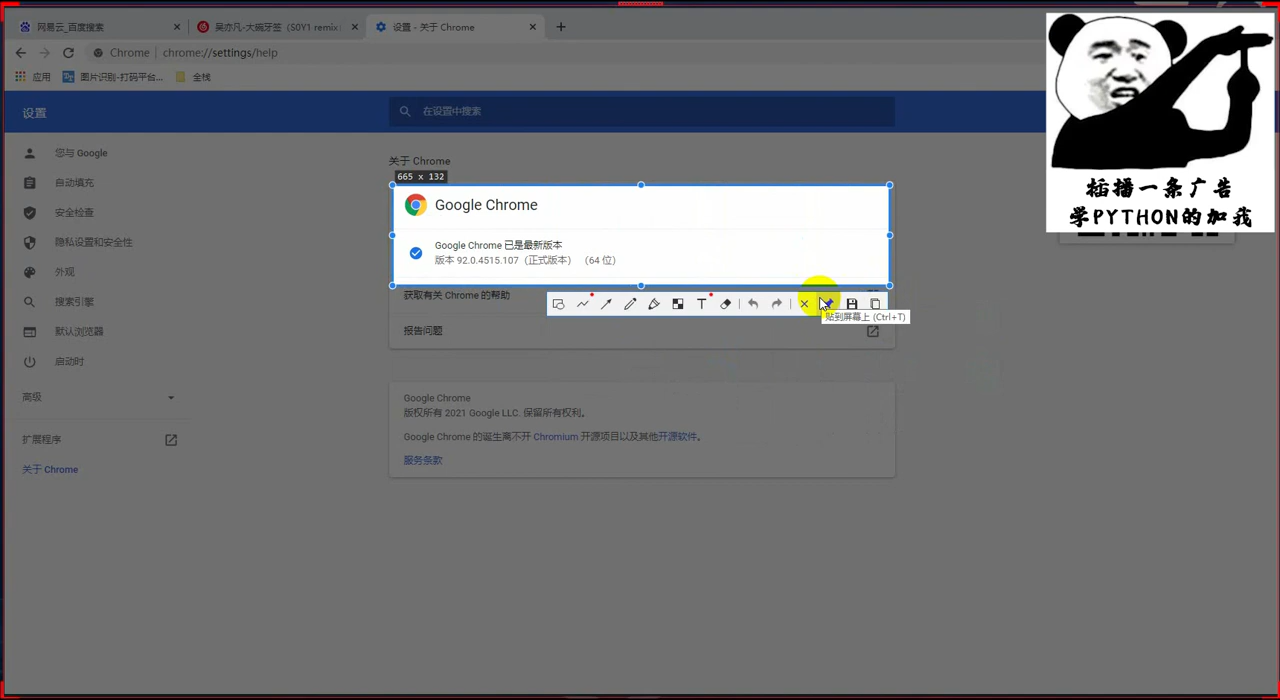 网易云_百度搜索
吴亦凡-大碗牙签（S0Y1 remix
设置 - 关于 Chrome
Chrome | chrome://settings/help
应用
图片识别-打码平台...
全栈
设置
在设置中搜索
您与 Google
自动填充
安全检查
隐私设置和安全性
外观
搜索引擎
默认浏览器
启动时
高级
扩展程序
关于 Chrome
关于 Chrome
665 x 132
Google Chrome
Google Chrome 已是最新版本
版本 92.0.4515.107（正式版本） （64 位）
获取有关 Chrome 的帮助
T
贴到屏幕上 (Ctrl+T)
报告问题
Google Chrome
版权所有 2021 Google LLC. 保留所有权利。
Google Chrome 的诞生离不开 Chromium 开源项目以及其他开源软件。
服务条款
插播一条广告
学PYTHON的加我